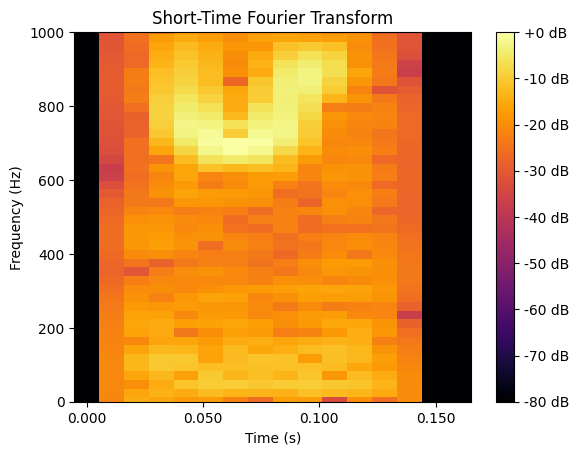 Short-Time Fourier Transform
1000
800
600
400
200
0
Frequency (Hz)
0.000
0.050
0.100
0.150
Time (s)
+0 dB
-10 dB
-20 dB
-30 dB
-40 dB
-50 dB
-60 dB
-70 dB
-80 dB